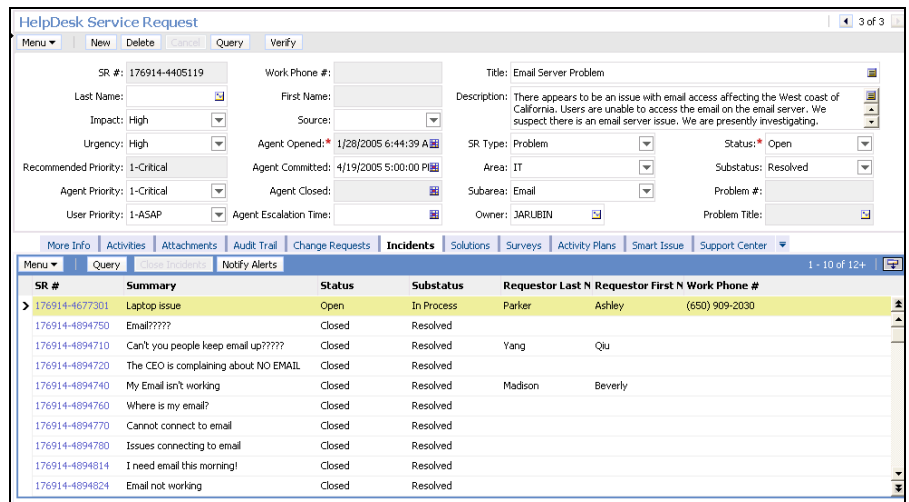 HelpDesk Service Request
3 of 3
Menu New Delete Cancel Query Verify
SR #: 176914-4405119 Work Phone #: Title: Email Server Problem
Last Name: First Name: Description: There appears to be an issue with email access affecting the West coast of
California. Users are unable to access the email on the email server. We
suspect there is an email server issue. We are presently investigating.
Impact: High Source:
Urgency: High Agent Opened:* 1/28/2005 6:44:39 A SR Type: Problem Status:* Open
Recommended Priority: 1-Critical Agent Committed: 4/19/2005 5:00:00 P Area: IT Substatus: Resolved
Agent Priority: 1-Critical Agent Closed: Subarea: Email Problem #:
User Priority: 1-ASAP Agent Escalation Time: Owner: JARUBIN Problem Title:
More Info Activities Attachments Audit Trail Change Requests Incidents Solutions Surveys Activity Plans Smart Issue Support Center
Menu Query Close Incidents Notify Alerts 1 - 10 of 12+
SR # Summary Status Substatus Requestor Last N Requestor First N Work Phone #
176914-4677301 Laptop issue Open In Process Parker Ashley (650) 909-2030
176914-4894750 Email????? Closed Resolved
176914-4894710 Can't you people keep email up????? Closed Resolved Yang Qiu
176914-4894720 The CEO is complaining about NO EMAIL Closed Resolved
176914-4894740 My Email isn't working Closed Resolved Madison Beverly
176914-4894760 Where is my email? Closed Resolved
176914-4894770 Cannot connect to email Closed Resolved
176914-4894780 Issues connecting to email Closed Resolved
176914-4894814 I need email this morning! Closed Resolved
176914-4894824 Email not working Closed Resolved